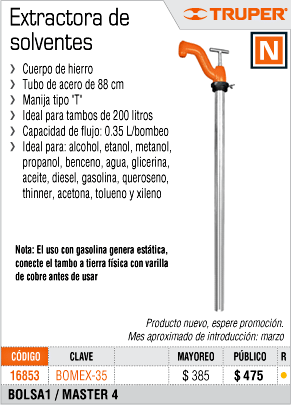 Extractora de
solventes
TRUPER
N
› Cuerpo de hierro
› Tubo de acero de 88 cm
› Manija tipo "T"
› Ideal para tambos de 200 litros
› Capacidad de flujo: 0.35 L/bombeo
› Ideal para: alcohol, etanol, metanol,
propanol, benceno, agua, glicerina,
aceite, diesel, gasolina, queroseno,
thinner, acetona, tolueno y xileno
Nota: El uso con gasolina genera estática,
conecte el tambo a tierra física con varilla
de cobre antes de usar
Producto nuevo, espere promoción.
Mes aproximado de introducción: marzo
CÓDIGO CLAVE MAYOREO PÚBLICO R
16853 BOMEX-35 $ 385 $ 475
BOLSA1 / MASTER 4